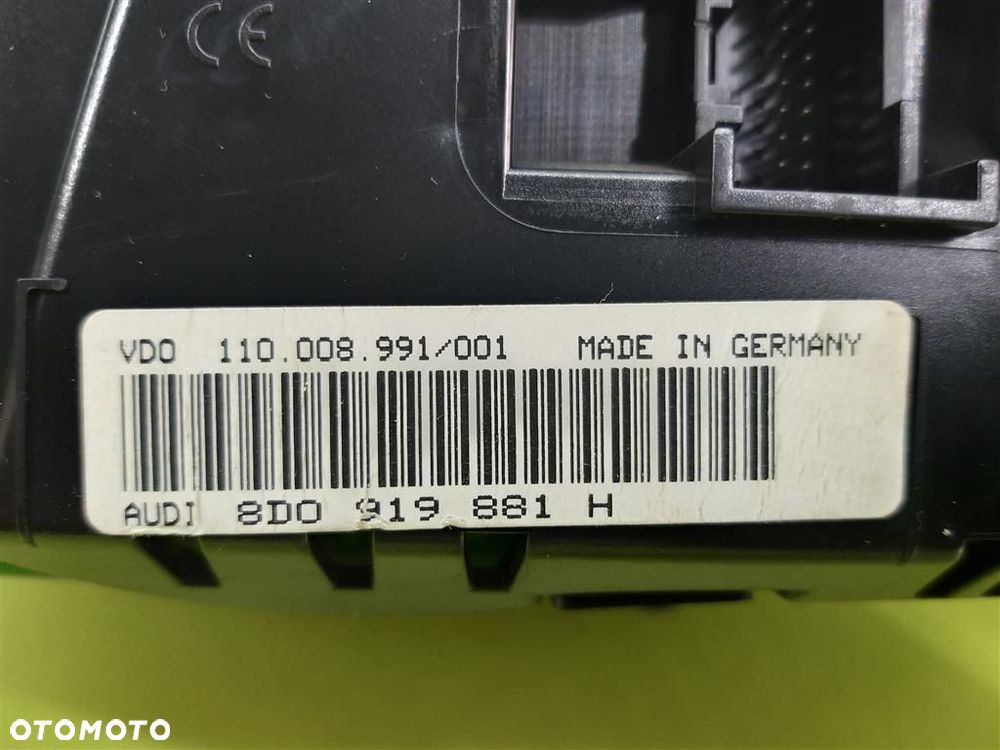 CE
VDO 110.008.991/001 MADE IN GERMANY
AUDI 8D0 919 881 H
OTOMOTO